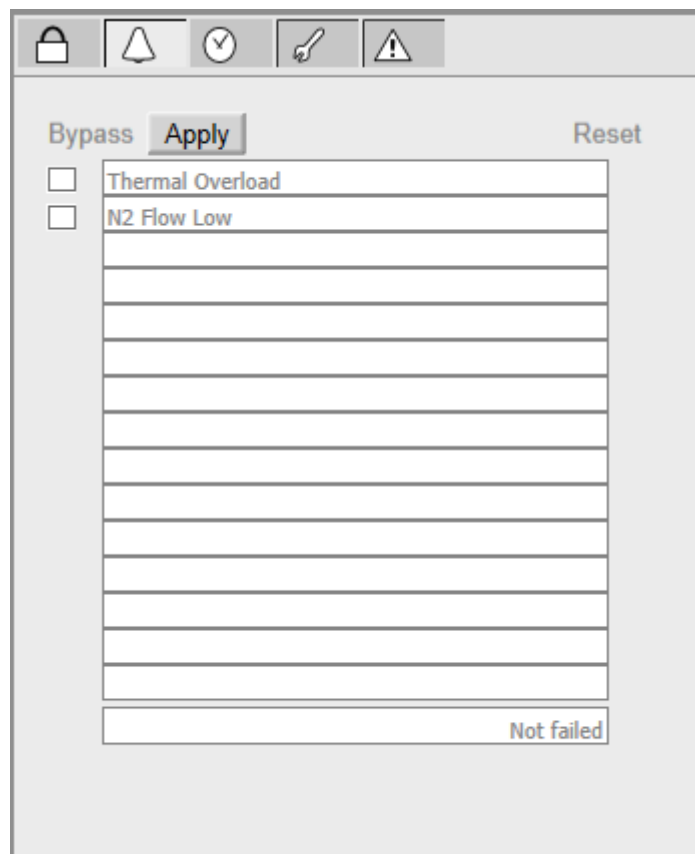 Bypass Apply Reset
Thermal Overload
N2 Flow Low
Not failed